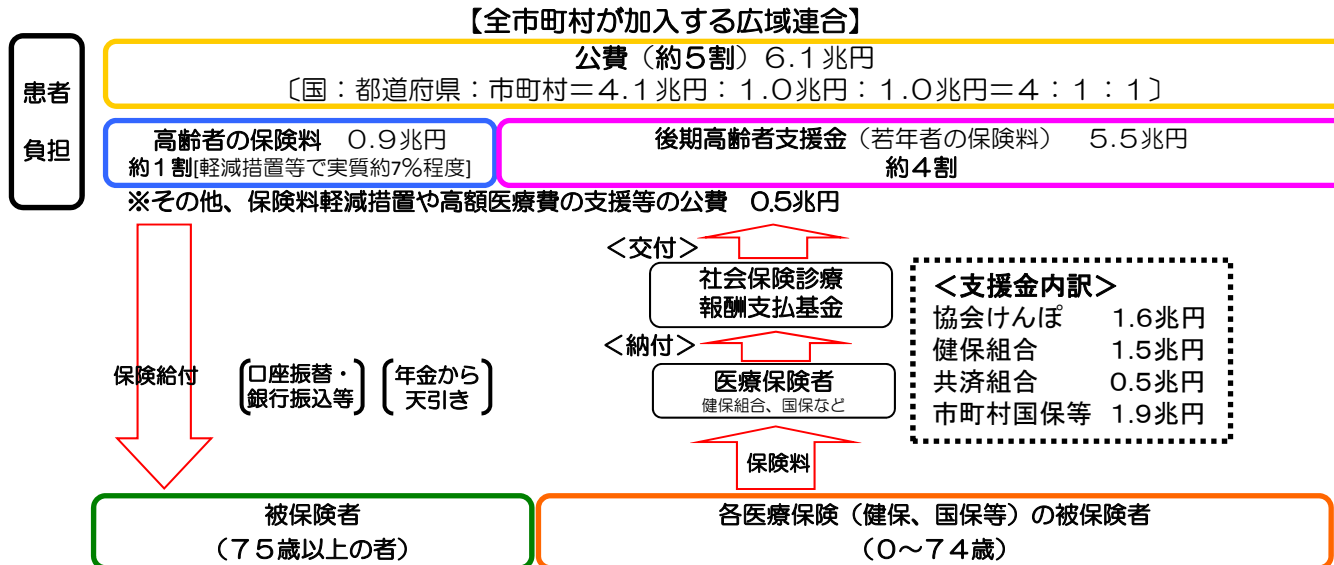 【全市町村が加入する広域連合】
患者
負担
公費（約５割）６.１兆円
〔国：都道府県：市町村＝４.１兆円：１.０兆円：１.０兆円＝４：１：１〕
高齢者の保険料　０.９兆円
約１割[軽減措置等で実質約7％程度]
後期高齢者支援金（若年者の保険料）　５.５兆円
約４割
※その他、保険料軽減措置や高額医療費の支援等の公費　0.5兆円
＜交付＞
社会保険診療
報酬支払基金
＜納付＞
医療保険者
健保組合、国保など
保険料
＜支援金内訳＞
協会けんぽ　1.6兆円
健保組合　1.5兆円
共済組合　0.5兆円
市町村国保等　1.9兆円
保険給付
口座振替・
銀行振込等
年金から
天引き
被保険者
（７５歳以上の者）
各医療保険（健保、国保等）の被保険者
（０～７４歳）